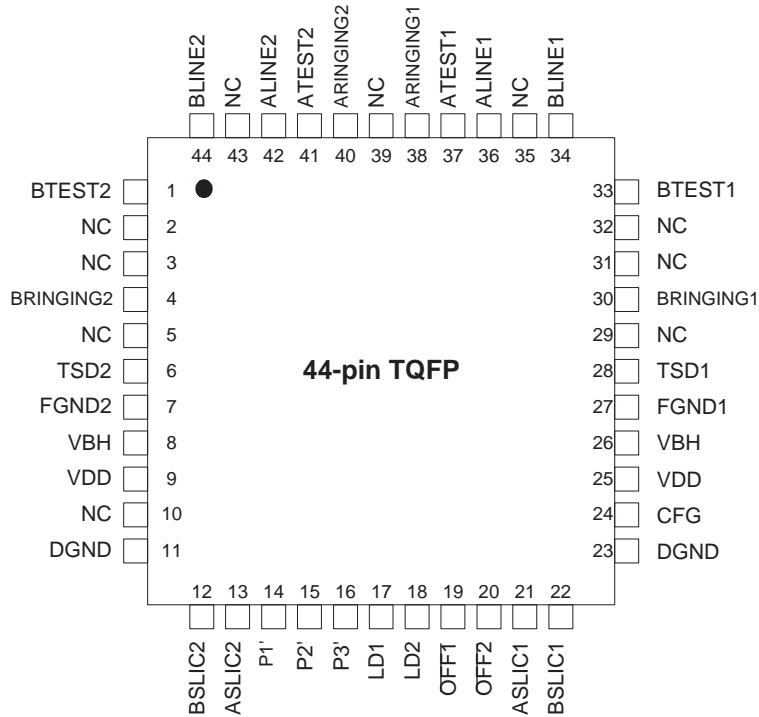 BLINE2 NC ALINE2 ATEST2 ARINGING2 NC ARINGING1 ATEST1 ALINE1 NC BLINE1
44 43 42 41 40 39 38 37 36 35 34
BTEST2 1 33 BTEST1
NC 2 32 NC
NC 3 31 NC
BRINGING2 4 30 BRINGING1
NC 5 29 NC
TSD2 6 28 TSD1
44-pin TQFP
FGND2 7 27 FGND1
VBH 8 26 VBH
VDD 9 25 VDD
NC 10 24 CFG
DGND 11 23 DGND
12 13 14 15 16 17 18 19 20 21 22
BSLIC2 ASLIC2 P1' P2' P3' LD1 LD2 OFF1 OFF2 ASLIC1 BSLIC1